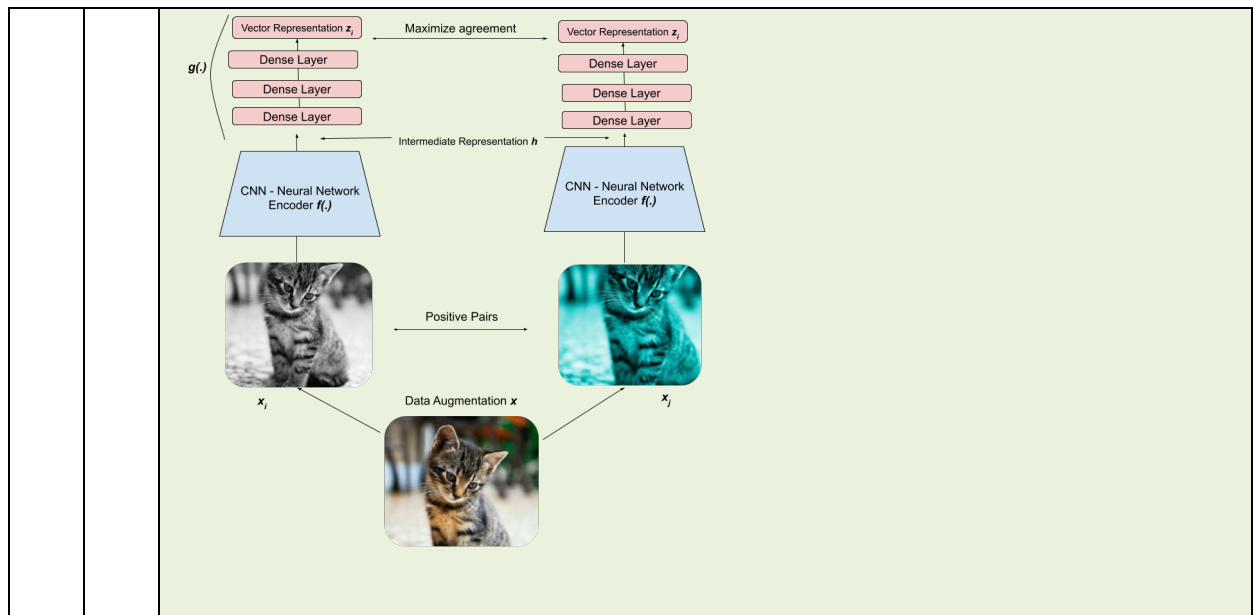 Vector Representation z_i
Maximize agreement
Vector Representation z_i
g(.)
Dense Layer
Dense Layer
Dense Layer
Dense Layer
Dense Layer
Dense Layer
Intermediate Representation h
CNN - Neural Network
Encoder f(.)
CNN - Neural Network
Encoder f(.)
Positive Pairs
x_i
Data Augmentation x
x_j